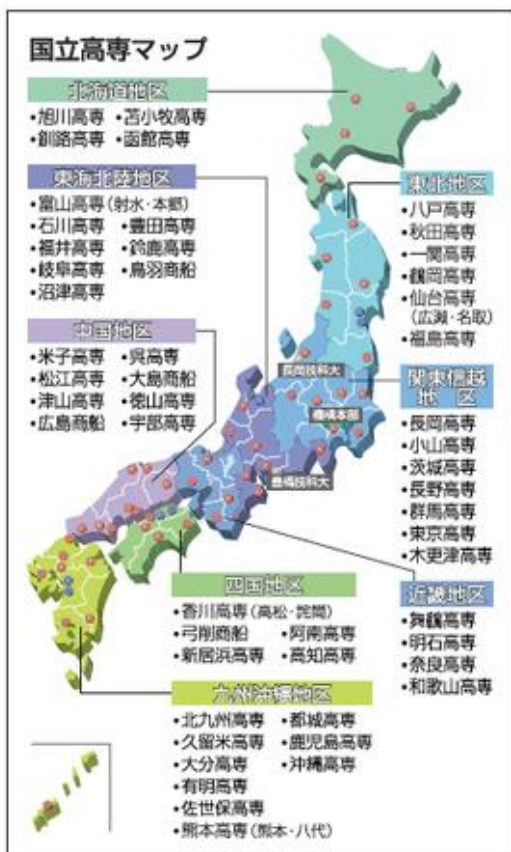 国立高専マップ
北海道地区
•旭川高専 •苫小牧高専
•釧路高専 •函館高専
東海北陸地区
•富山高専(射水・本郷)
•石川高専 •豊田高専
•福井高専 •鈴鹿高専
•岐阜高専 •鳥羽商船
•沼津高専
中国地区
•米子高専 •呉高専
•松江高専 •大島商船
•津山高専 •徳山高専
•広島商船 •宇部高専
東北地区
•八戸高専
•秋田高専
•一関高専
•鶴岡高専
•仙台高専
(広瀬・名取)
•福島高専
長岡技科大
機構本部
豊橋技科大
関東信越
地 区
•長岡高専
•小山高専
•茨城高専
•長野高専
•群馬高専
•東京高専
•木更津高専
近畿地区
•舞鶴高専
•明石高専
•奈良高専
•和歌山高専
四国地区
•香川高専(高松・詫間)
•弓削商船 •阿南高専
•新居浜高専 •高知高専
九州沖縄地区
•北九州高専 •都城高専
•久留米高専 •鹿児島高専
•大分高専 •沖縄高専
•有明高専
•佐世保高専
•熊本高専(熊本・八代)